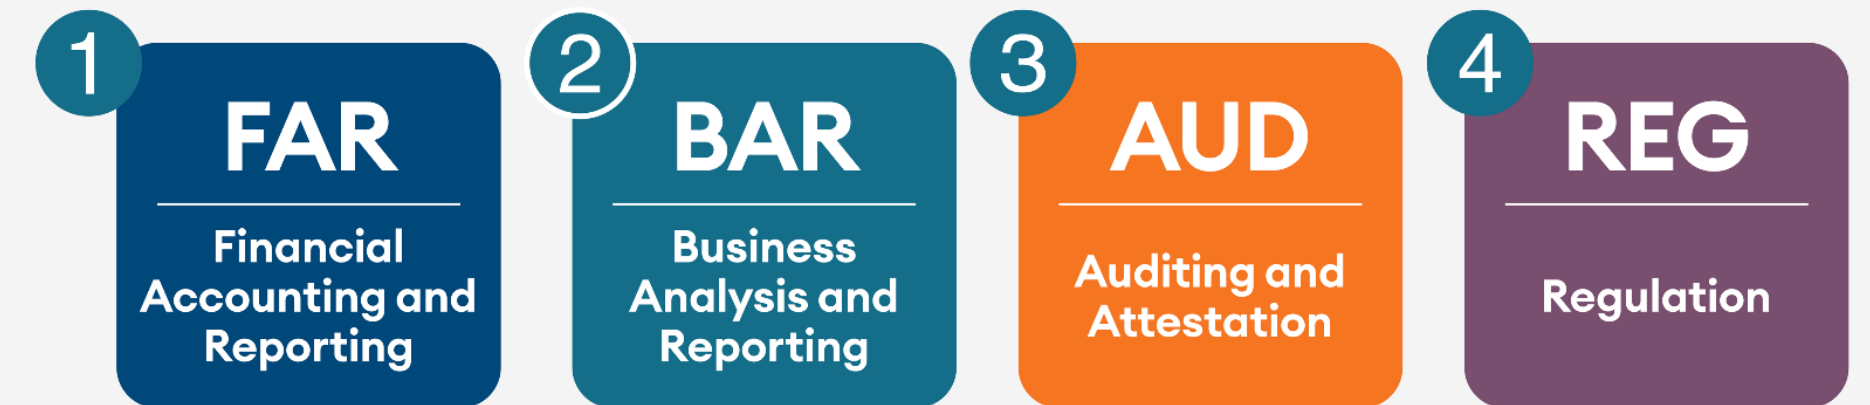 1
FAR
Financial
Accounting and
Reporting
2
BAR
Business
Analysis and
Reporting
3
AUD
Auditing and
Attestation
4
REG
Regulation